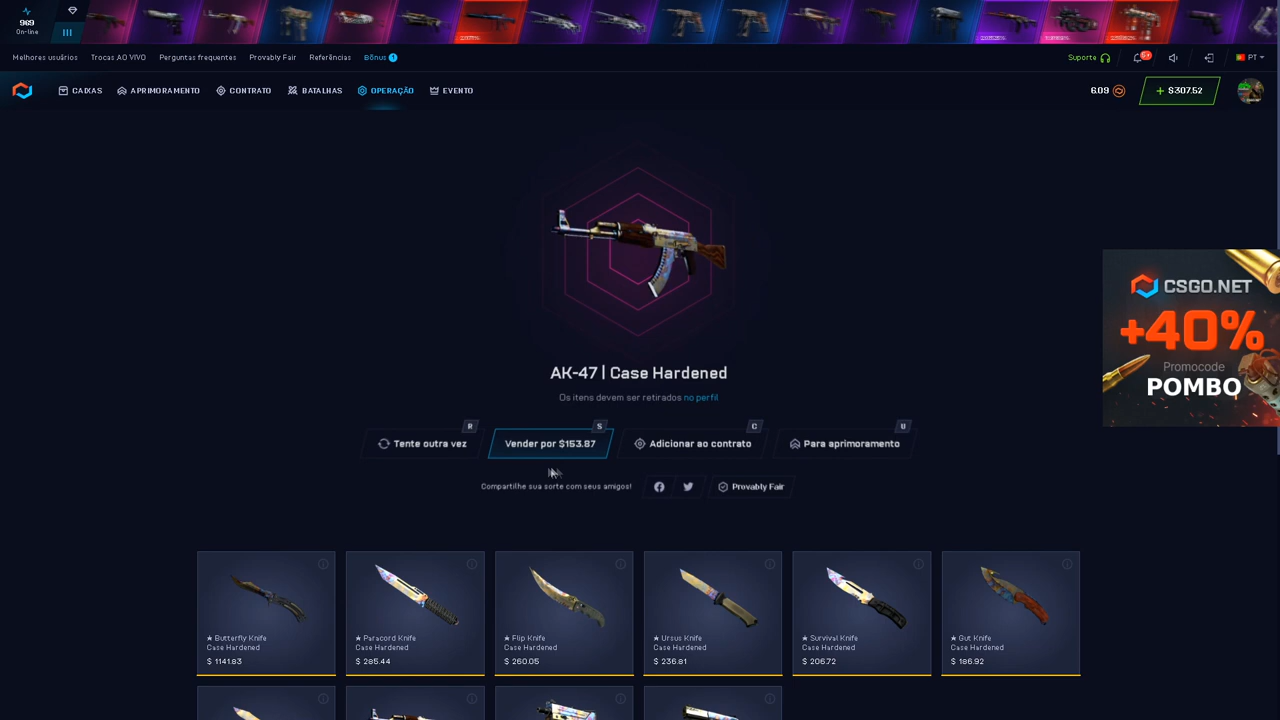 969
On-line
Melhores usuários Trocas AO VIVO Perguntas frequentes Provably Fair Referências Bônus Suporte PT
CAIXAS APRIMORAMENTO CONTRATO BATALHAS OPERAÇÃO EVENTO 6.09 + $307.52
CSGO.NET
+40%
Promocode
POMBO
AK-47 | Case Hardened
Os itens devem ser retirados no perfil
R S C U
Tente outra vez Vender por $153.87 Adicionar ao contrato Para aprimoramento
Compartilhe sua sorte com seus amigos! Provably Fair
★ Butterfly Knife
Case Hardened
$ 1141.83
★ Paracord Knife
Case Hardened
$ 285.44
★ Flip Knife
Case Hardened
$ 260.05
★ Ursus Knife
Case Hardened
$ 236.81
★ Survival Knife
Case Hardened
$ 206.72
★ Gut Knife
Case Hardened
$ 186.92